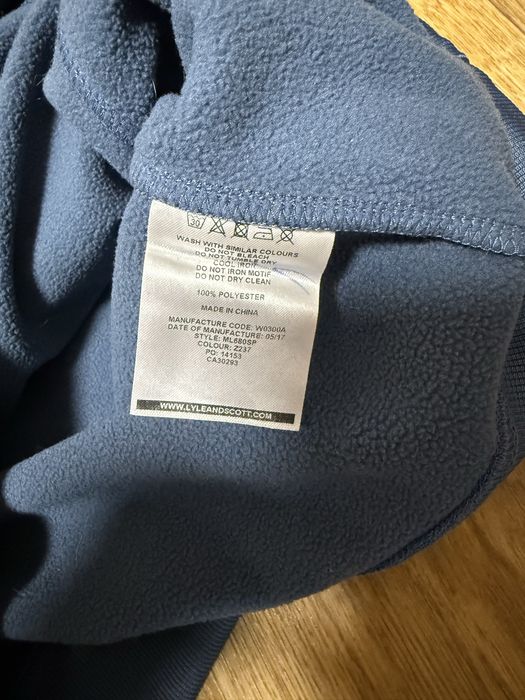 30
WASH WITH SIMILAR COLOURS
DO NOT BLEACH
DO NOT TUMBLE DRY
COOL IRON
DO NOT IRON MOTIF
DO NOT DRY CLEAN
100% POLYESTER
MADE IN CHINA
MANUFACTURE CODE: W0300A
DATE OF MANUFACTURE: 05/17
STYLE: ML680SP
COLOUR: Z237
PO: 14153
CA30293
WWW.LYLEANDSCOTT.COM